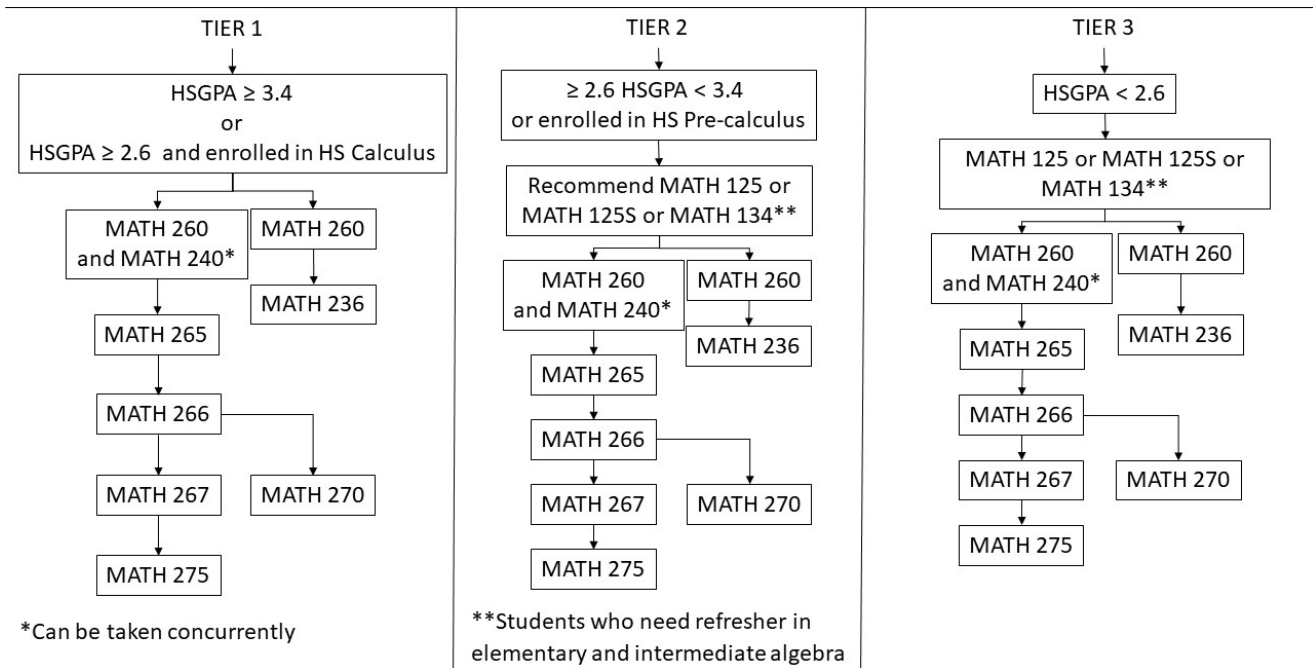 TIER 1
HSGPA ≥ 3.4
or
HSGPA ≥ 2.6 and enrolled in HS Calculus
MATH 260
and MATH 240*
MATH 260
MATH 236
MATH 265
MATH 266
MATH 267
MATH 270
MATH 275
*Can be taken concurrently
TIER 2
≥ 2.6 HSGPA < 3.4
or enrolled in HS Pre-calculus
Recommend MATH 125 or
MATH 125S or MATH 134**
MATH 260
and MATH 240*
MATH 260
MATH 236
MATH 265
MATH 266
MATH 267
MATH 270
MATH 275
**Students who need refresher in
elementary and intermediate algebra
TIER 3
HSGPA < 2.6
MATH 125 or MATH 125S or
MATH 134**
MATH 260
and MATH 240*
MATH 260
MATH 236
MATH 265
MATH 266
MATH 267
MATH 270
MATH 275